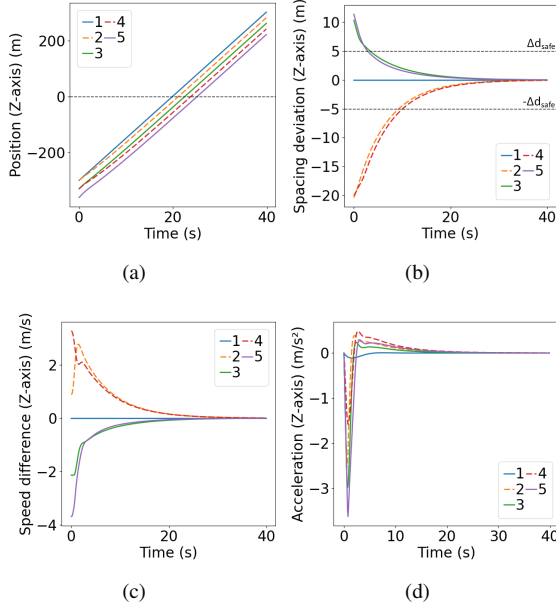 Position (Z-axis) (m)
200
0
−200
1 4
2 5
3
0 20 40
Time (s)
(a)
Spacing deviation (Z-axis) (m)
10
5
0
−5
−10
−15
−20
Δd_safe
-Δd_safe
1 4
2 5
3
0 20 40
Time (s)
(b)
Speed difference (Z-axis) (m/s)
2
0
−2
−4
1 4
2 5
3
0 20 40
Time (s)
(c)
Acceleration (Z-axis) (m/s²)
0
−1
−2
−3
1 4
2 5
3
0 10 20 30 40
Time (s)
(d)